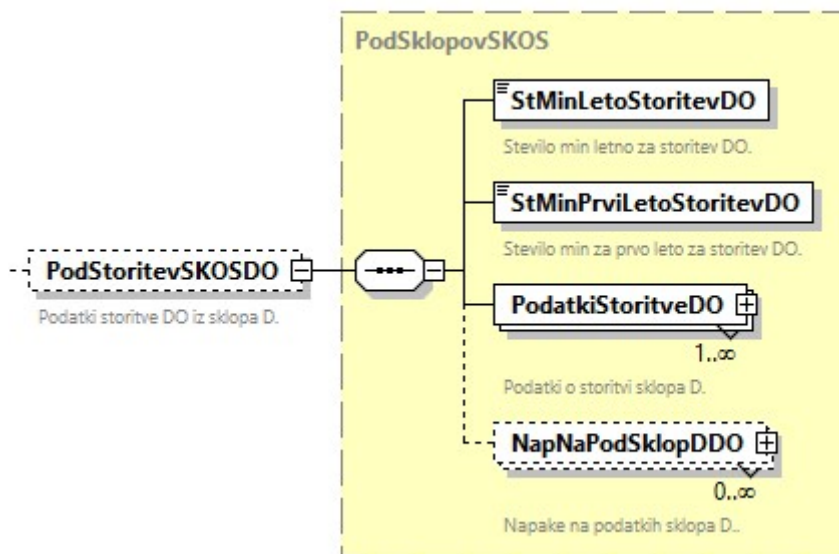 PodSklopovSKOS
StMinLetoStoritevDO
Stevilo min letno za storitev DO.
StMinPrviLetoStoritevDO
Stevilo min za prvo leto za storitev DO.
PodStoritevSKOSDO
Podatki storitve DO iz sklopa D.
PodatkiStoritveDO
1..∞
Podatki o storitvi sklopa D.
NapNaPodSklopDDO
0..∞
Napake na podatkih sklopa D..